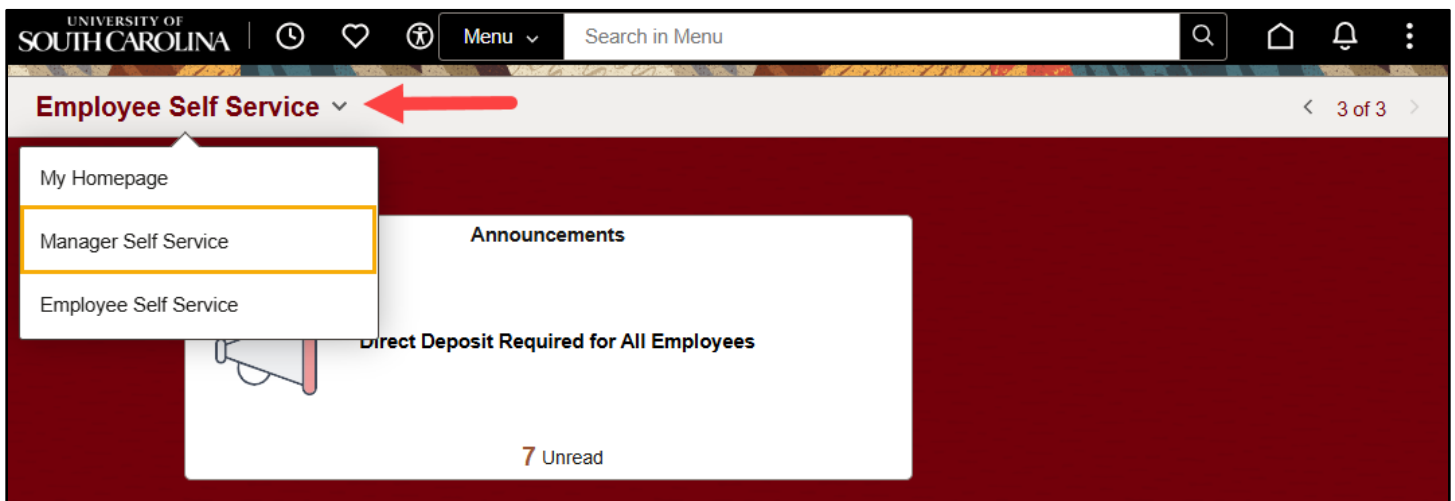 UNIVERSITY OF
SOUTH CAROLINA
Menu
Search in Menu
Employee Self Service
3 of 3
My Homepage
Manager Self Service
Employee Self Service
Announcements
Direct Deposit Required for All Employees
7 Unread